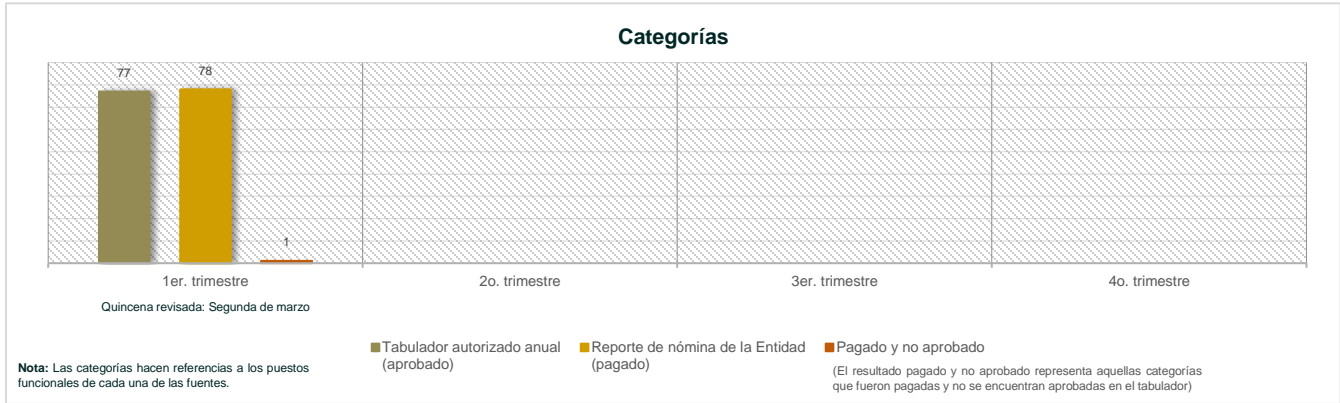 Categorías
77
78
1
1er. trimestre
2o. trimestre
3er. trimestre
4o. trimestre
Quincena revisada: Segunda de marzo
Tabulador autorizado anual
(aprobado)
Reporte de nómina de la Entidad
(pagado)
Pagado y no aprobado
(El resultado pagado y no aprobado representa aquellas categorías
que fueron pagadas y no se encuentran aprobadas en el tabulador)
Nota: Las categorías hacen referencias a los puestos
funcionales de cada una de las fuentes.